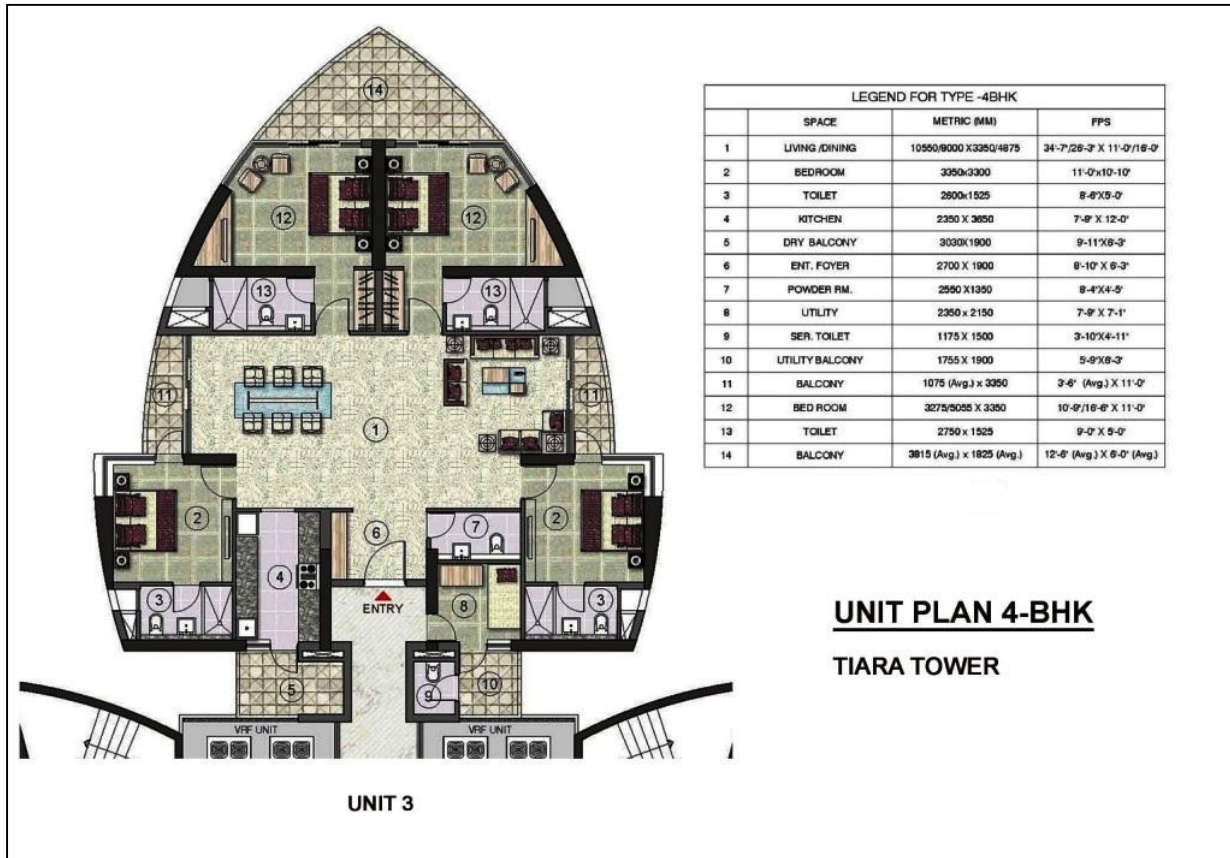 14
12
12
13
13
11
11
1
2
2
6
7
4
3
3
8
ENTRY
5
9
10
VRF UNIT
VRF UNIT
UNIT 3
LEGEND FOR TYPE -4BHK
SPACE METRIC (MM) FPS
1 LIVING /DINING 10550/8000 X3350/4875 34'-7"/26'-3" X 11'-0"/16'-0"
2 BEDROOM 3350x3300 11'-0"x10'-10"
3 TOILET 2600x1525 8'-6"X5'-0"
4 KITCHEN 2350 X 3650 7'-9" X 12'-0"
5 DRY BALCONY 3030X1900 9'-11"X6'-3"
6 ENT. FOYER 2700 X 1900 8'-10" X 6'-3"
7 POWDER RM. 2550 X1350 8'-4"X4'-5"
8 UTILITY 2350 x 2150 7'-9" X 7'-1"
9 SER. TOILET 1175 X 1500 3'-10"X4'-11"
10 UTILITY BALCONY 1755 X 1900 5'-9"X6'-3"
11 BALCONY 1075 (Avg.) x 3350 3'-6" (Avg.) X 11'-0"
12 BED ROOM 3275/5055 X 3350 10'-9"/16'-6" X 11'-0"
13 TOILET 2750 x 1525 9'-0" X 5'-0"
14 BALCONY 3815 (Avg.) x 1825 (Avg.) 12'-6" (Avg.) X 6'-0" (Avg.)
UNIT PLAN 4-BHK
TIARA TOWER